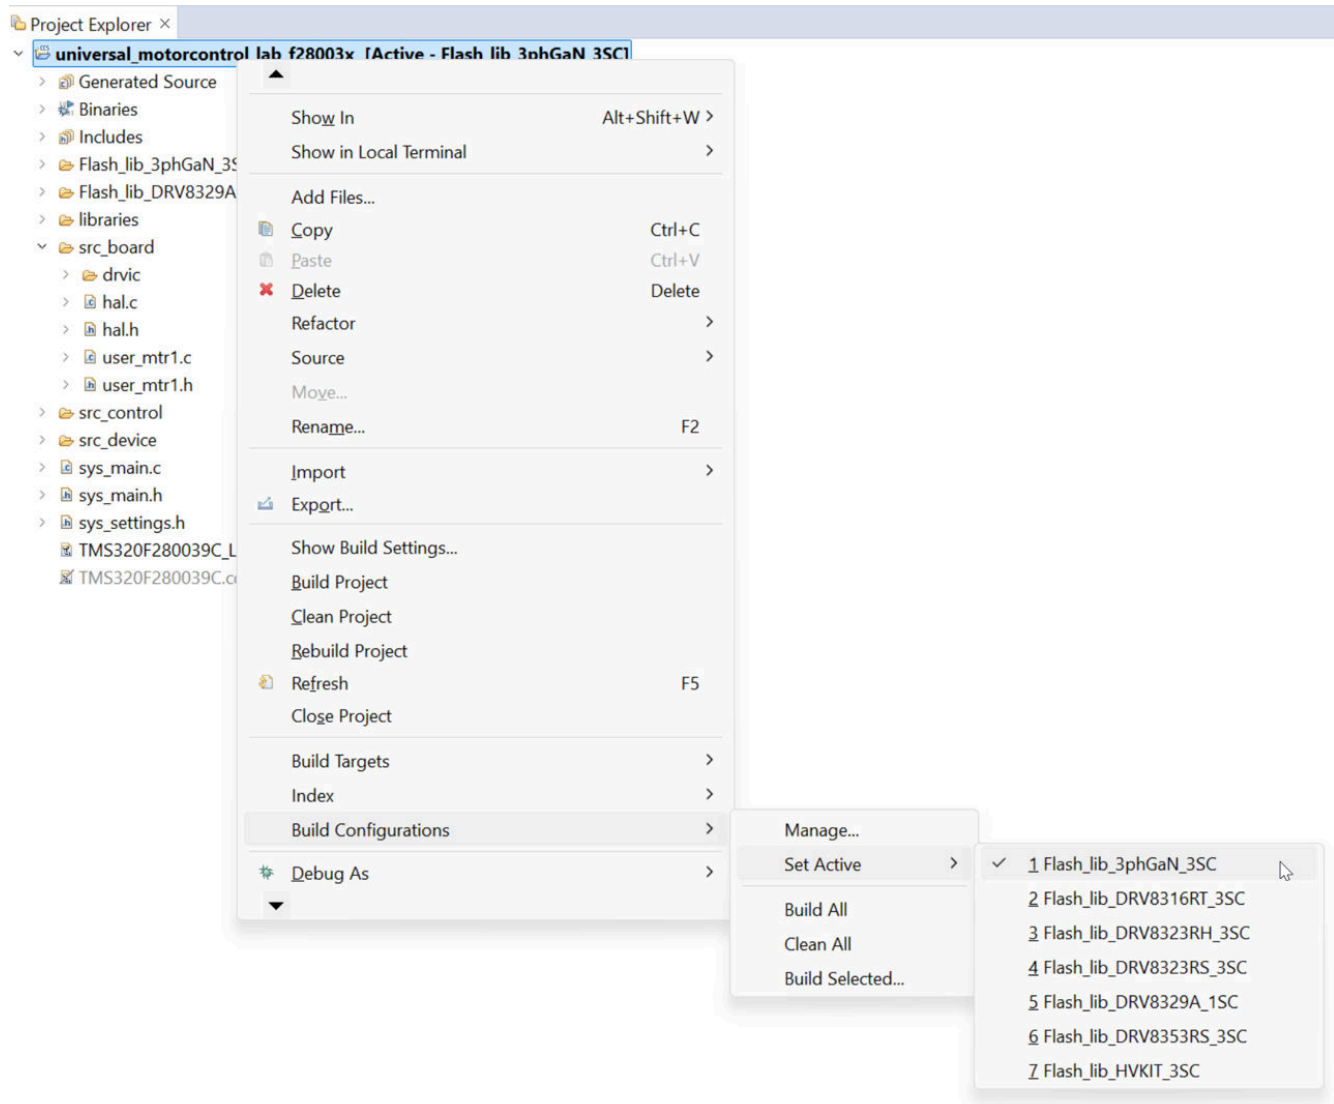 Project Explorer ×
universal_motorcontrol_lab_f28003x [Active - Flash_lib_3phGaN_3SC]
Generated Source
Binaries
Includes
Flash_lib_3phGaN_3S
Flash_lib_DRV8329A
libraries
src_board
drvic
hal.c
hal.h
user_mtr1.c
user_mtr1.h
src_control
src_device
sys_main.c
sys_main.h
sys_settings.h
TMS320F280039C_L
TMS320F280039C.c
Show In Alt+Shift+W >
Show in Local Terminal
Add Files...
Copy Ctrl+C
Paste Ctrl+V
Delete Delete
Refactor
Source
Move...
Rename... F2
Import
Export...
Show Build Settings...
Build Project
Clean Project
Rebuild Project
Refresh F5
Close Project
Build Targets
Index
Build Configurations
Debug As
Manage...
Set Active
Build All
Clean All
Build Selected...
1 Flash_lib_3phGaN_3SC
2 Flash_lib_DRV8316RT_3SC
3 Flash_lib_DRV8323RH_3SC
4 Flash_lib_DRV8323RS_3SC
5 Flash_lib_DRV8329A_1SC
6 Flash_lib_DRV8353RS_3SC
7 Flash_lib_HVKIT_3SC